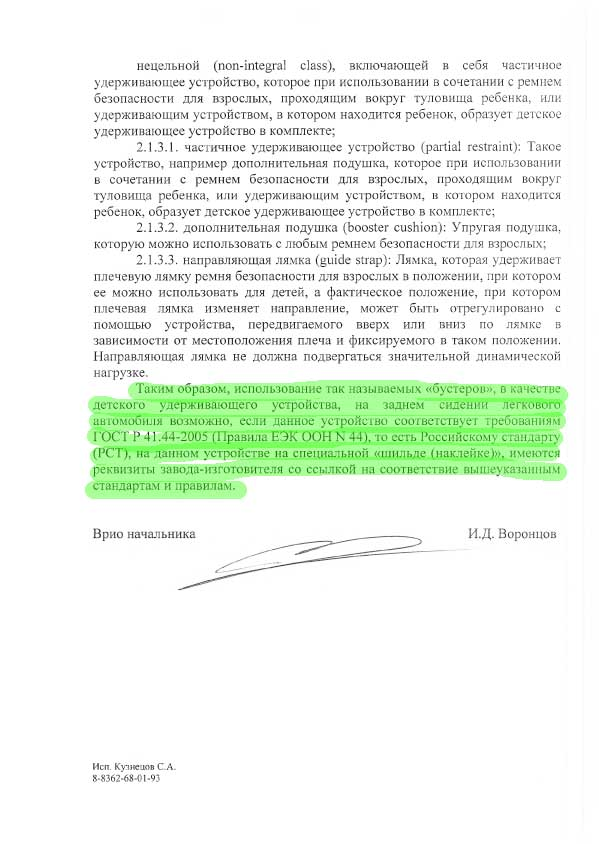 нецельной (non-integral class), включающей в себя частичное
удерживающее устройство, которое при использовании в сочетании с ремнем
безопасности для взрослых, проходящим вокруг туловища ребенка, или
удерживающим устройством, в котором находится ребенок, образует детское
удерживающее устройство в комплекте;
2.1.3.1. частичное удерживающее устройство (partial restraint): Такое
устройство, например дополнительная подушка, которое при использовании
в сочетании с ремнем безопасности для взрослых, проходящим вокруг
туловища ребенка, или удерживающим устройством, в котором находится
ребенок, образует детское удерживающее устройство в комплекте;
2.1.3.2. дополнительная подушка (booster cushion): Упругая подушка,
которую можно использовать с любым ремнем безопасности для взрослых;
2.1.3.3. направляющая лямка (guide strap): Лямка, которая удерживает
плечевую лямку ремня безопасности для взрослых в положении, при котором
ее можно использовать для детей, а фактическое положение, при котором
плечевая лямка изменяет направление, может быть отрегулировано с
помощью устройства, передвигаемого вверх или вниз по лямке в
зависимости от местоположения плеча и фиксируемого в таком положении.
Направляющая лямка не должна подвергаться значительной динамической
нагрузке.
Таким образом, использование так называемых «бустеров», в качестве
детского удерживающего устройства, на заднем сидении легкового
автомобиля возможно, если данное устройство соответствует требованиям
ГОСТ Р 41.44-2005 (Правила ЕЭК ООН N 44), то есть Российскому стандарту
(РСТ), на данном устройстве на специальной «шильде (наклейке)», имеются
реквизиты завода-изготовителя со ссылкой на соответствие вышеуказанным
стандартам и правилам.
Врио начальника И.Д. Воронцов
Исп. Кузнецов С.А.
8-8362-68-01-93